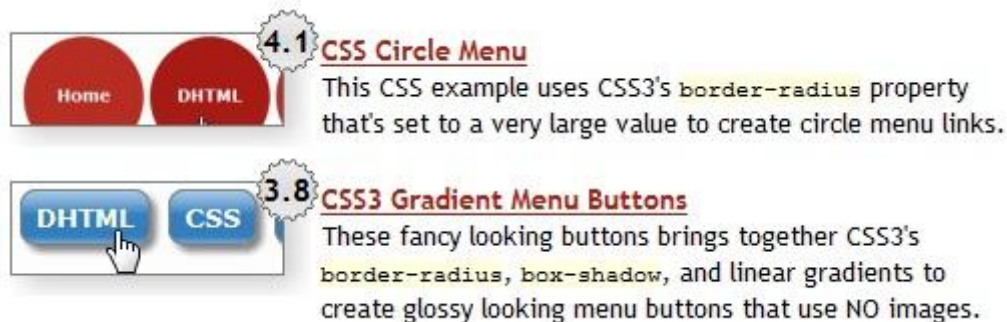 4.1
CSS Circle Menu
Home DHTML
This CSS example uses CSS3's border-radius property
that's set to a very large value to create circle menu links.
3.8
CSS3 Gradient Menu Buttons
DHTML CSS
These fancy looking buttons brings together CSS3's
border-radius, box-shadow, and linear gradients to
create glossy looking menu buttons that use NO images.